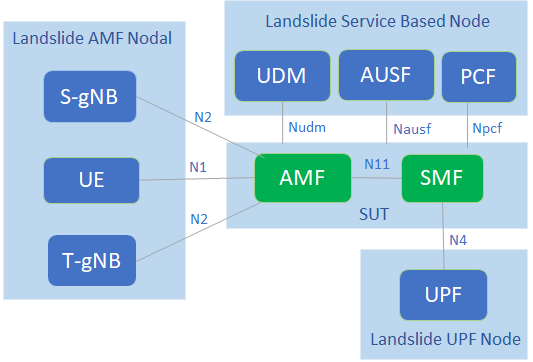 Landslide AMF Nodal
S-gNB
UE
T-gNB
N2
N1
N2
Landslide Service Based Node
UDM
AUSF
PCF
Nudm
Nausf
Npcf
AMF
N11
SMF
SUT
N4
UPF
Landslide UPF Node